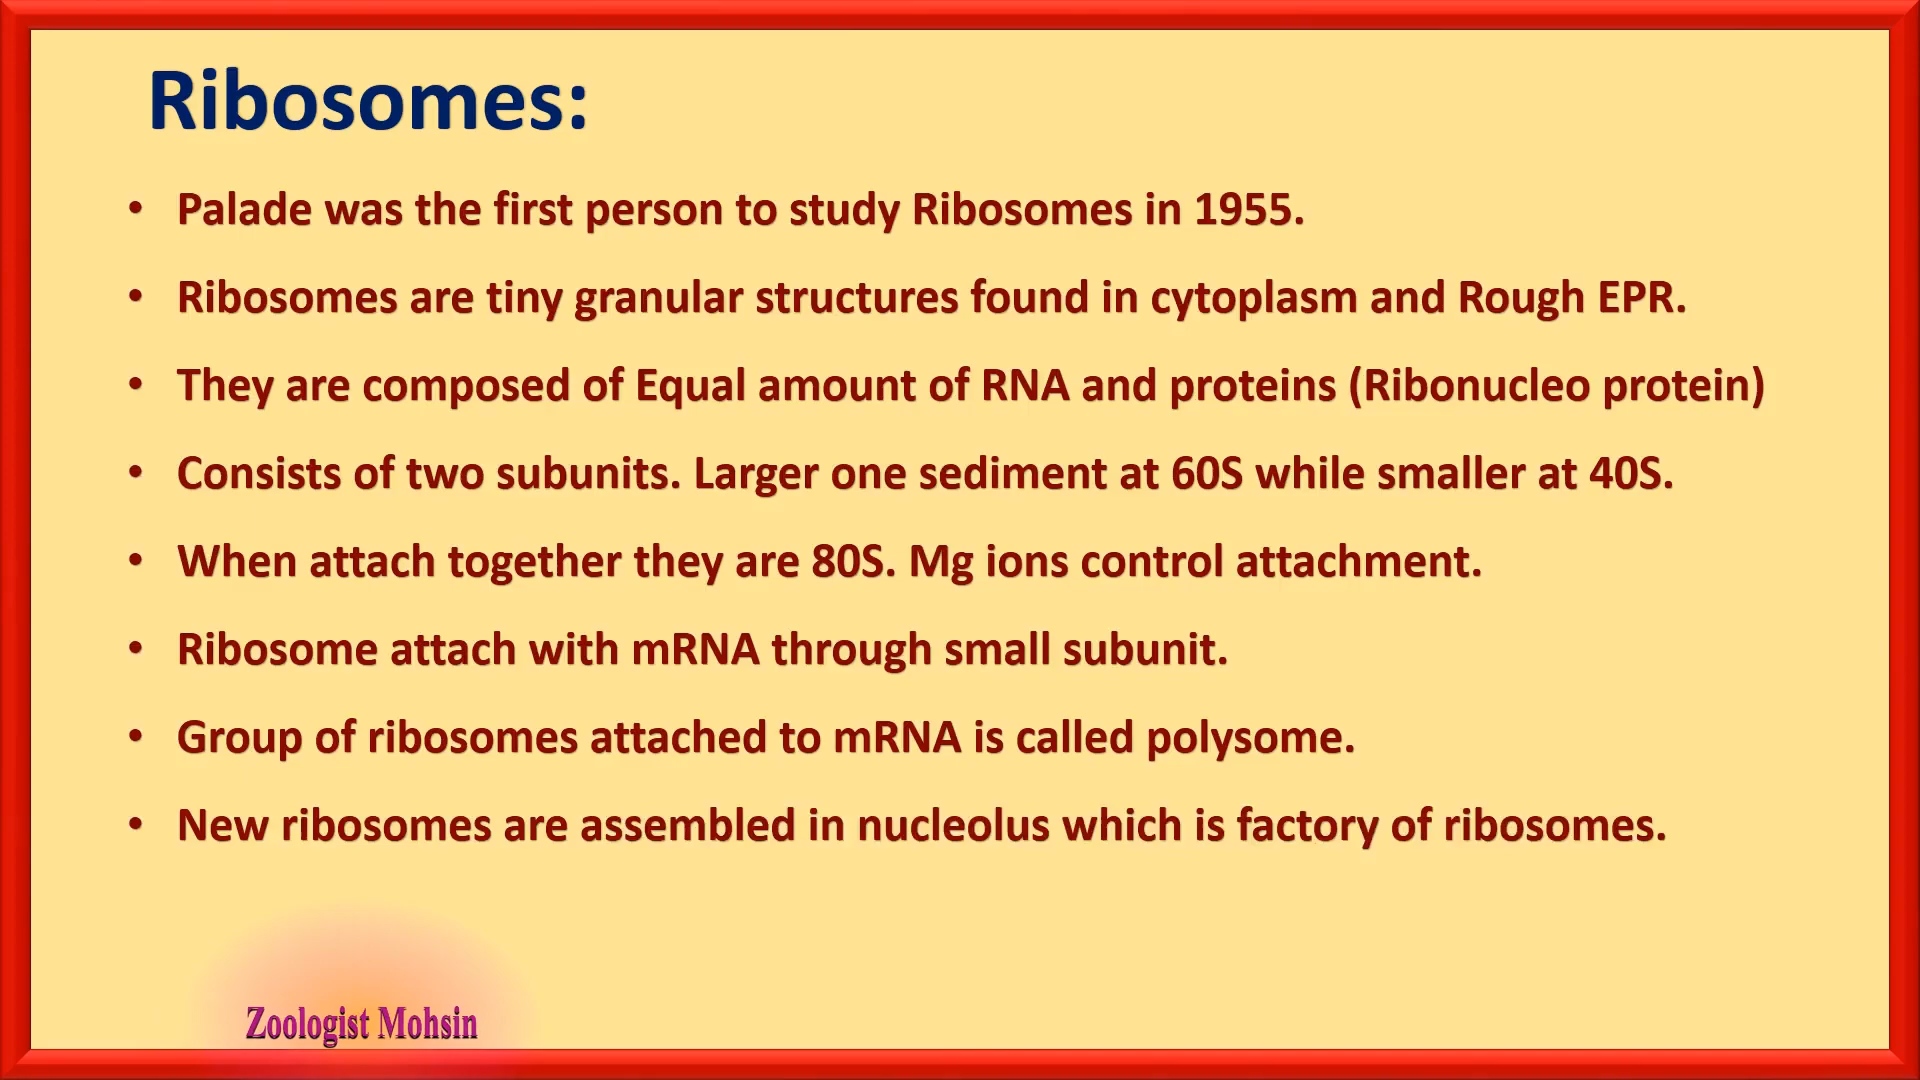 Ribosomes:
• Palade was the first person to study Ribosomes in 1955.
• Ribosomes are tiny granular structures found in cytoplasm and Rough EPR.
• They are composed of Equal amount of RNA and proteins (Ribonucleo protein)
• Consists of two subunits. Larger one sediment at 60S while smaller at 40S.
• When attach together they are 80S. Mg ions control attachment.
• Ribosome attach with mRNA through small subunit.
• Group of ribosomes attached to mRNA is called polysome.
• New ribosomes are assembled in nucleolus which is factory of ribosomes.
Zoologist Mohsin